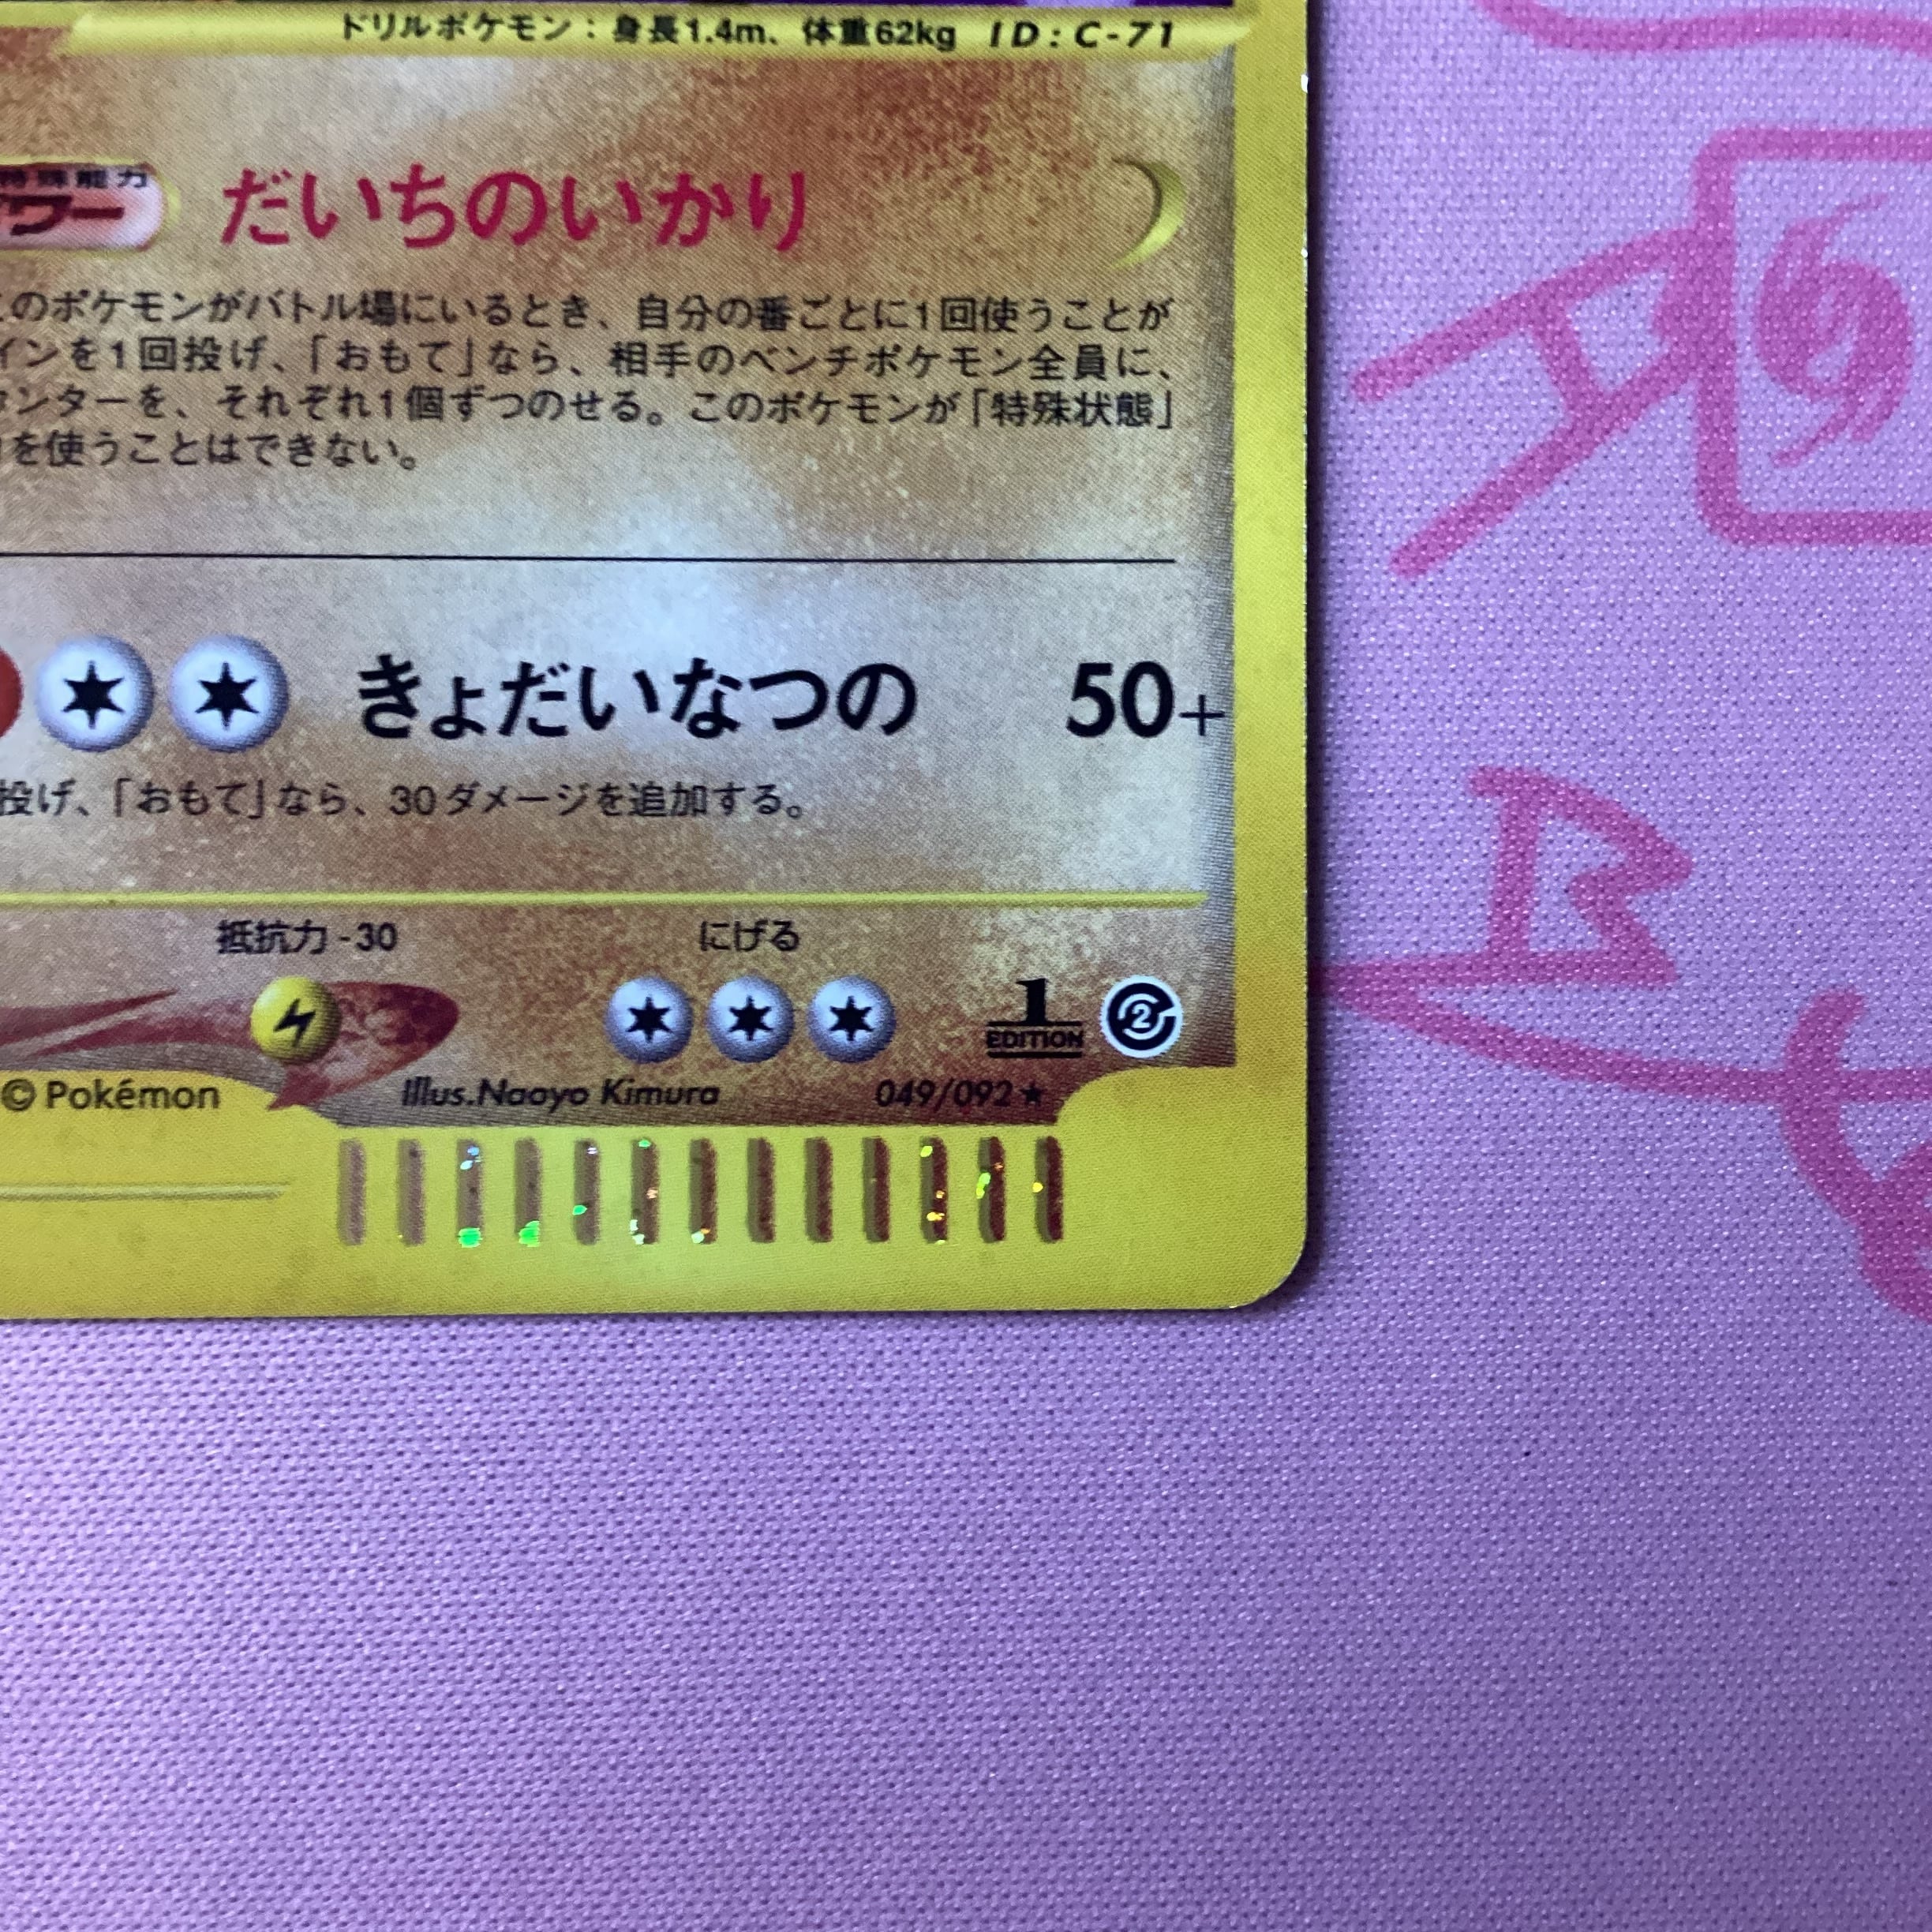 ドリルポケモン：身長1.4m、体重62kg ID：C-71
特殊能力
ワー
だいちのいかり
このポケモンがバトル場にいるとき、自分の番ごとに1回使うことが
インを1回投げ、「おもて」なら、相手のベンチポケモン全員に、
ンターを、それぞれ1個ずつのせる。このポケモンが「特殊状態」
を使うことはできない。
きょだいなつの 50+
投げ、「おもて」なら、30ダメージを追加する。
抵抗力 -30 にげる
1 EDITION 2
© Pokémon Illus.Naoyo Kimura 049/092 ★